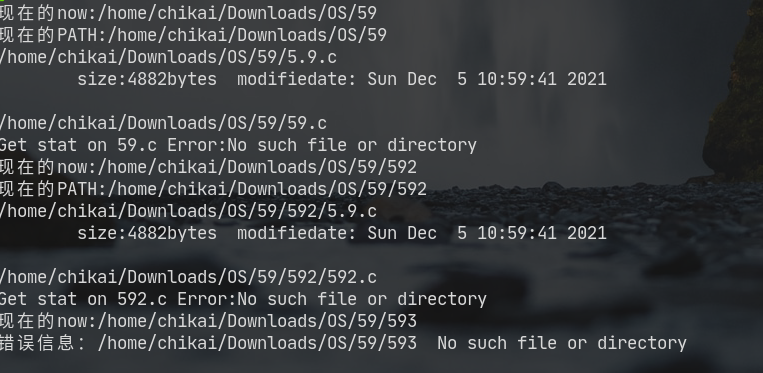 现在的now:/home/chikai/Downloads/OS/59
现在的PATH:/home/chikai/Downloads/OS/59
/home/chikai/Downloads/OS/59/5.9.c
size:4882bytes  modifiedate: Sun Dec  5 10:59:41 2021
/home/chikai/Downloads/OS/59/59.c
Get stat on 59.c Error:No such file or directory
现在的now:/home/chikai/Downloads/OS/59/592
现在的PATH:/home/chikai/Downloads/OS/59/592
/home/chikai/Downloads/OS/59/592/5.9.c
size:4882bytes  modifiedate: Sun Dec  5 10:59:41 2021
/home/chikai/Downloads/OS/59/592/592.c
Get stat on 592.c Error:No such file or directory
现在的now:/home/chikai/Downloads/OS/59/593
错误信息：/home/chikai/Downloads/OS/59/593  No such file or directory